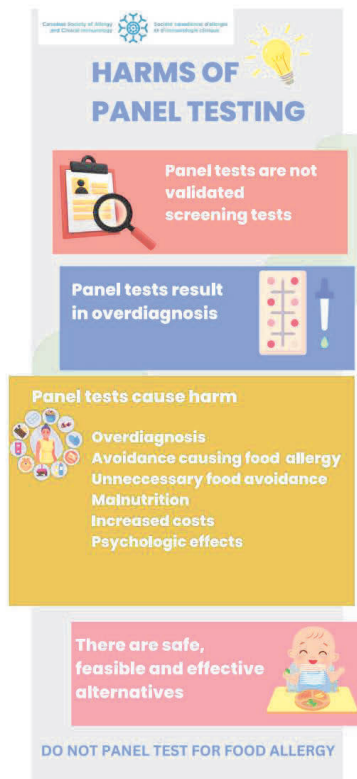 Canadian Society of Allergy
and Clinical Immunology
Société canadienne d'allergie
et d'immunologie clinique
HARMS OF
PANEL TESTING
Panel tests are not
validated
screening tests
Panel tests result
in overdiagnosis
Panel tests cause harm
Overdiagnosis
Avoidance causing food allergy
Unneccessary food avoidance
Malnutrition
Increased costs
Psychologic effects
There are safe,
feasible and effective
alternatives
DO NOT PANEL TEST FOR FOOD ALLERGY